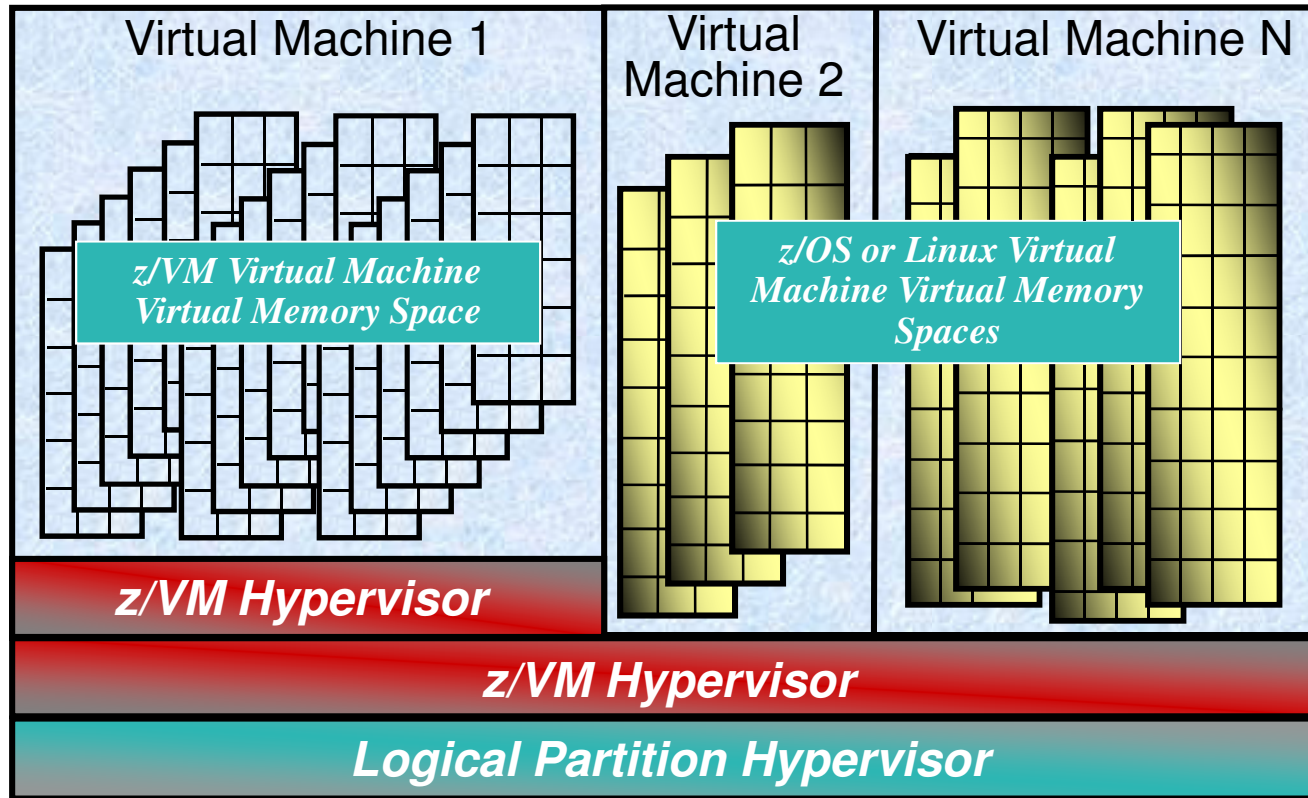 Virtual Machine 1
Virtual
Machine 2
Virtual Machine N
z/VM Virtual Machine
Virtual Memory Space
z/OS or Linux Virtual
Machine Virtual Memory
Spaces
z/VM Hypervisor
z/VM Hypervisor
Logical Partition Hypervisor